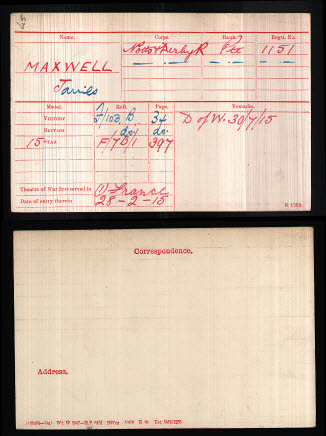 Name. Corps. Rank. Regtl. No.
MAXWELL Notts & Derby R Pte 1151
James
Medal. Roll. Page. Remarks.
VICTORY B 34 D of W. 30/7/15
BRITISH do do
15 STAR 397
Theatre of War first served in (1) France
Date of entry therein 28-2-15
K 1380.
Correspondence.
Address.